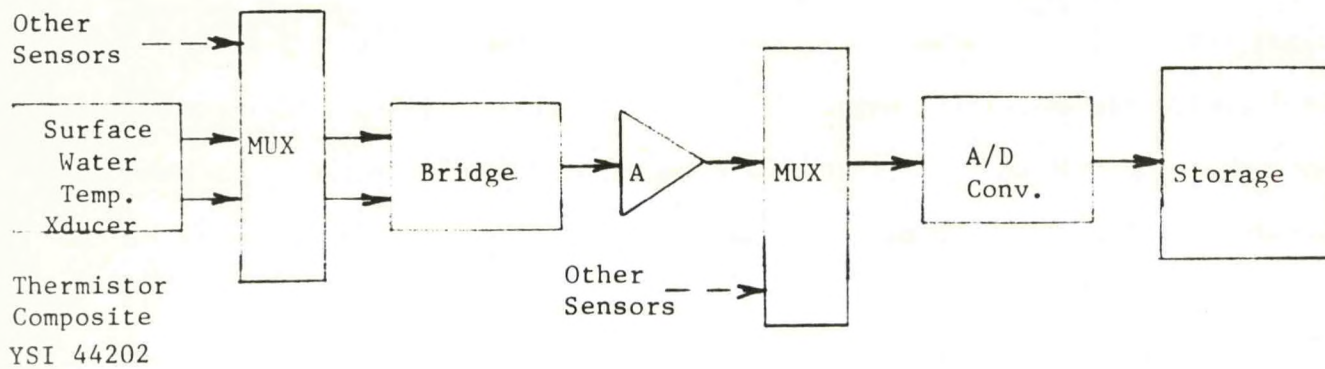 Other
Sensors
Surface
Water
Temp.
Xducer
MUX
Bridge
A
MUX
A/D
Conv.
Storage
Other
Sensors
Thermistor
Composite
YSI 44202